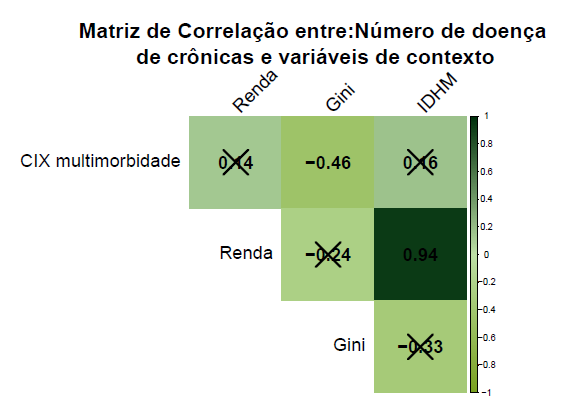 Matriz de Correlação entre:Número de doença
de crônicas e variáveis de contexto
Renda
Gini
IDHM
CIX multimorbidade
0.14
−0.46
0.16
Renda
−0.24
0.94
Gini
−0.33
1
0.8
0.6
0.4
0.2
0
−0.2
−0.4
−0.6
−0.8
−1